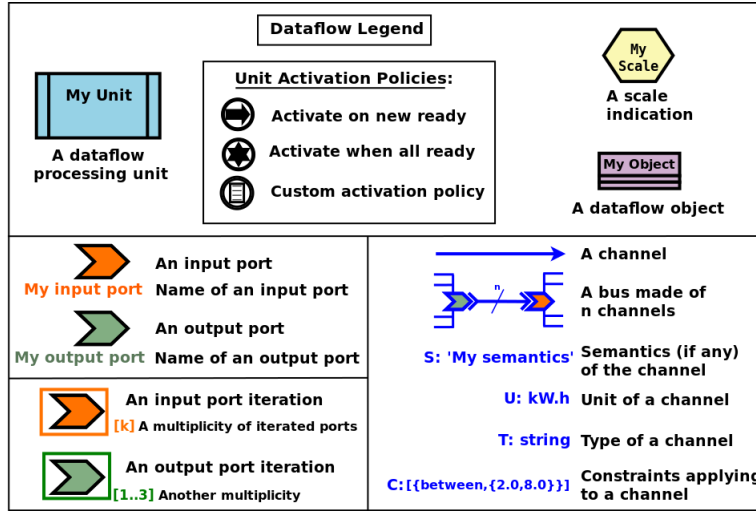 Dataflow Legend
My Unit
A dataflow
processing unit
Unit Activation Policies:
Activate on new ready
Activate when all ready
Custom activation policy
My
Scale
A scale
indication
My Object
A dataflow object
An input port
My input port Name of an input port
An output port
My output port Name of an output port
An input port iteration
[k] A multiplicity of iterated ports
An output port iteration
[1..3] Another multiplicity
A channel
n
A bus made of
n channels
S: 'My semantics' Semantics (if any)
of the channel
U: kW.h Unit of a channel
T: string Type of a channel
C:[{between,{2.0,8.0}}] Constraints applying
to a channel